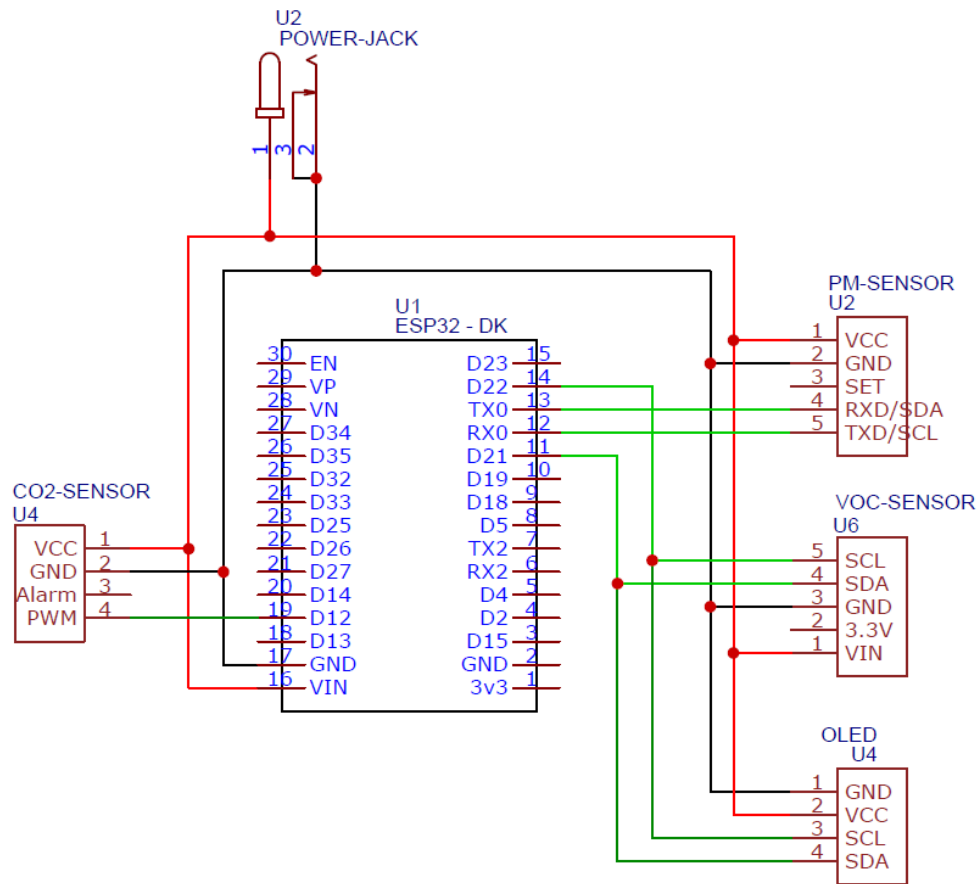 U2
POWER-JACK
1
3
2
U1
ESP32 - DK
30 EN
29 VP
28 VN
27 D34
26 D35
25 D32
24 D33
23 D25
22 D26
21 D27
20 D14
19 D12
18 D13
17 GND
16 VIN
D23 15
D22 14
TX0 13
RX0 12
D21 11
D19 10
D18 9
D5 8
TX2 7
RX2 6
D4 5
D2 4
D15 3
GND 2
3v3 1
CO2-SENSOR
U4
VCC 1
GND 2
Alarm 3
PWM 4
PM-SENSOR
U2
1 VCC
2 GND
3 SET
4 RXD/SDA
5 TXD/SCL
VOC-SENSOR
U6
5 SCL
4 SDA
3 GND
2 3.3V
1 VIN
OLED
U4
1 GND
2 VCC
3 SCL
4 SDA